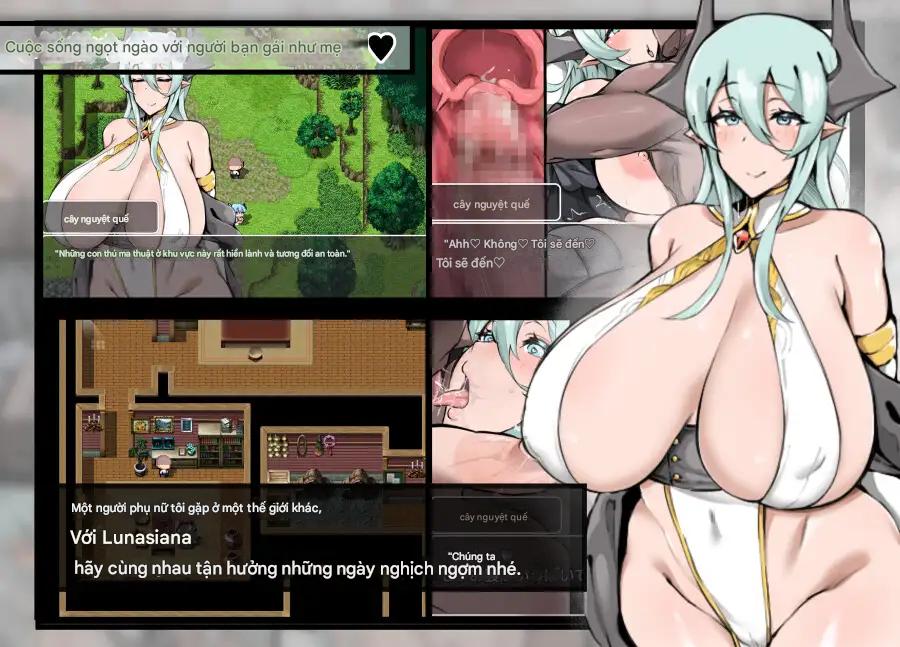 Cuộc sống ngọt ngào với người bạn gái như mẹ
cây nguyệt quế
"Những con thú ma thuật ở khu vực này rất hiền lành và tương đối an toàn."
cây nguyệt quế
"Ahh♡ Không♡ Tôi sẽ đến♡
Tôi sẽ đến♡
Một người phụ nữ tôi gặp ở một thế giới khác,
Với Lunasiana
hãy cùng nhau tận hưởng những ngày nghịch ngợm nhé.
cây nguyệt quế
"Chúng ta